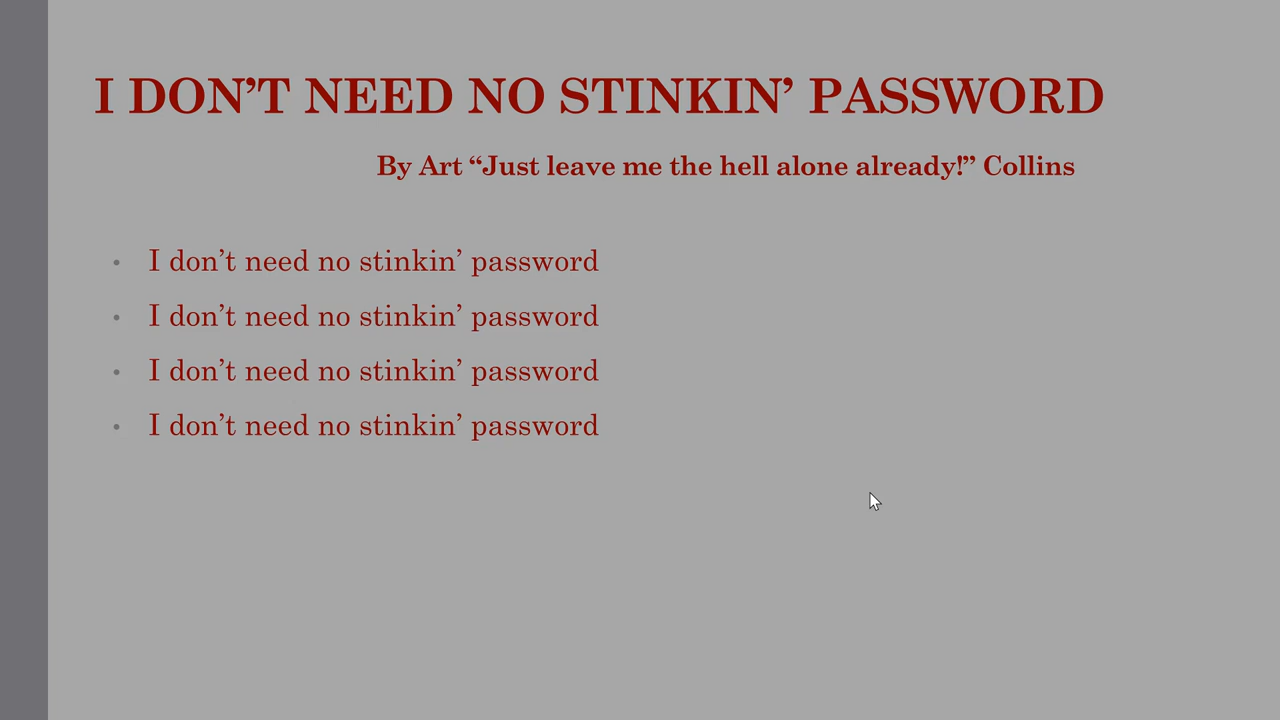 I DON’T NEED NO STINKIN’ PASSWORD
By Art “Just leave me the hell alone already!” Collins
• I don’t need no stinkin’ password
• I don’t need no stinkin’ password
• I don’t need no stinkin’ password
• I don’t need no stinkin’ password